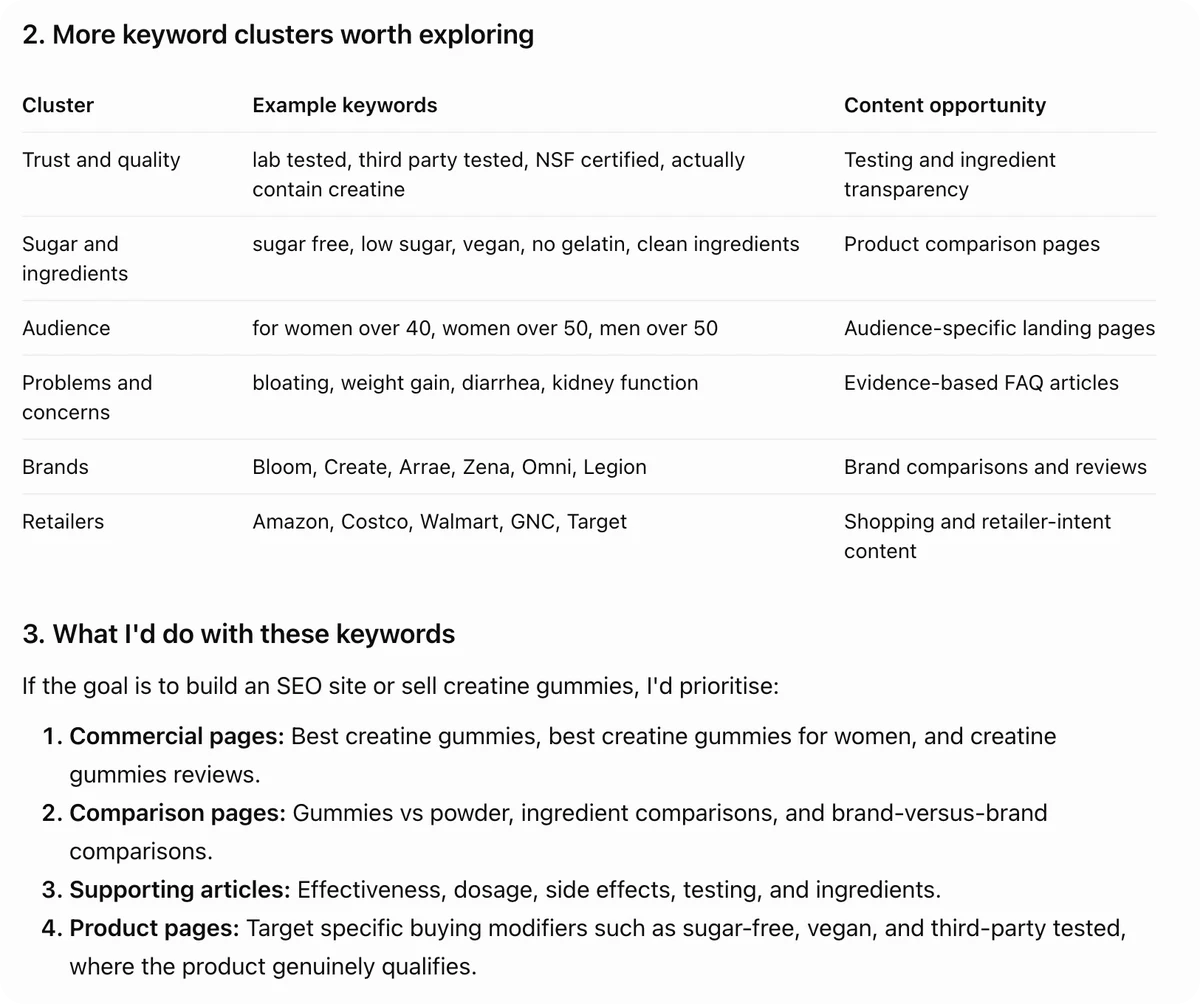 2. More keyword clusters worth exploring
Cluster
Example keywords
Content opportunity
Trust and quality
lab tested, third party tested, NSF certified, actually
contain creatine
Testing and ingredient
transparency
Sugar and
ingredients
sugar free, low sugar, vegan, no gelatin, clean ingredients
Product comparison pages
Audience
for women over 40, women over 50, men over 50
Audience-specific landing pages
Problems and
concerns
bloating, weight gain, diarrhea, kidney function
Evidence-based FAQ articles
Brands
Bloom, Create, Arrae, Zena, Omni, Legion
Brand comparisons and reviews
Retailers
Amazon, Costco, Walmart, GNC, Target
Shopping and retailer-intent
content
3. What I'd do with these keywords
If the goal is to build an SEO site or sell creatine gummies, I'd prioritise:
1. Commercial pages: Best creatine gummies, best creatine gummies for women, and creatine
gummies reviews.
2. Comparison pages: Gummies vs powder, ingredient comparisons, and brand-versus-brand
comparisons.
3. Supporting articles: Effectiveness, dosage, side effects, testing, and ingredients.
4. Product pages: Target specific buying modifiers such as sugar-free, vegan, and third-party tested,
where the product genuinely qualifies.